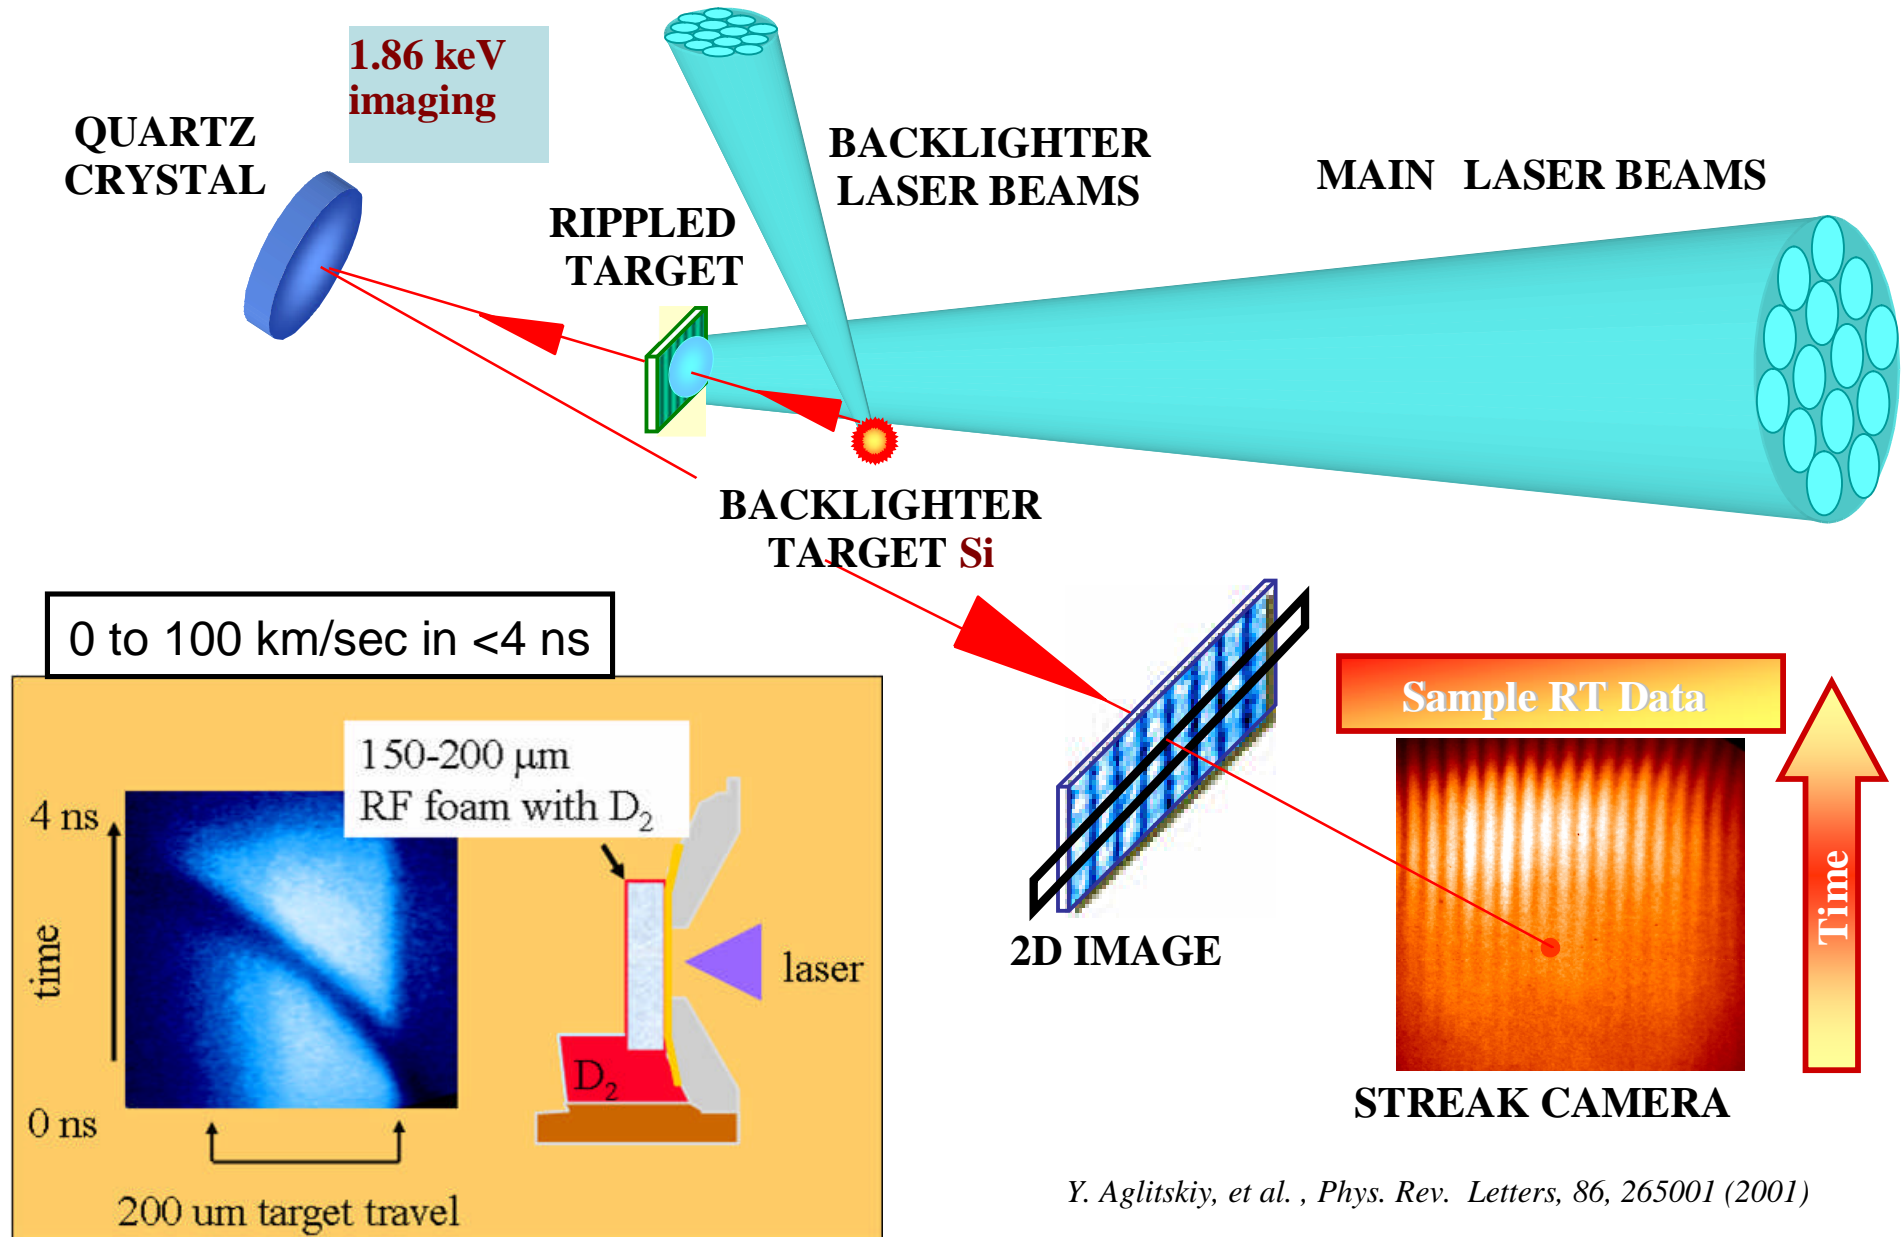 1.86 keV
imaging
QUARTZ
CRYSTAL
BACKLIGHTER
LASER BEAMS
MAIN LASER BEAMS
RIPPLED
TARGET
BACKLIGHTER
TARGET Si
0 to 100 km/sec in <4 ns
150-200 μm
RF foam with D₂
4 ns
time
0 ns
laser
D₂
200 um target travel
2D IMAGE
Sample RT Data
Time
STREAK CAMERA
Y. Aglitskiy, et al. , Phys. Rev. Letters, 86, 265001 (2001)